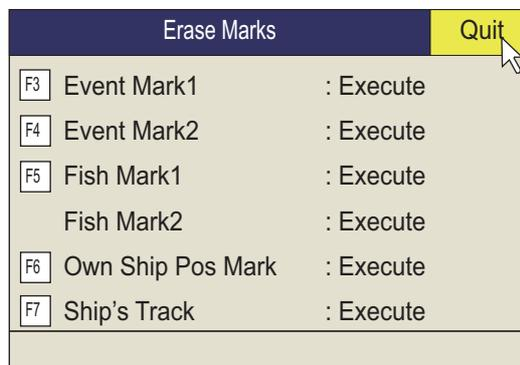 Erase Marks Quit
F3 Event Mark1 : Execute
F4 Event Mark2 : Execute
F5 Fish Mark1 : Execute
Fish Mark2 : Execute
F6 Own Ship Pos Mark : Execute
F7 Ship's Track : Execute